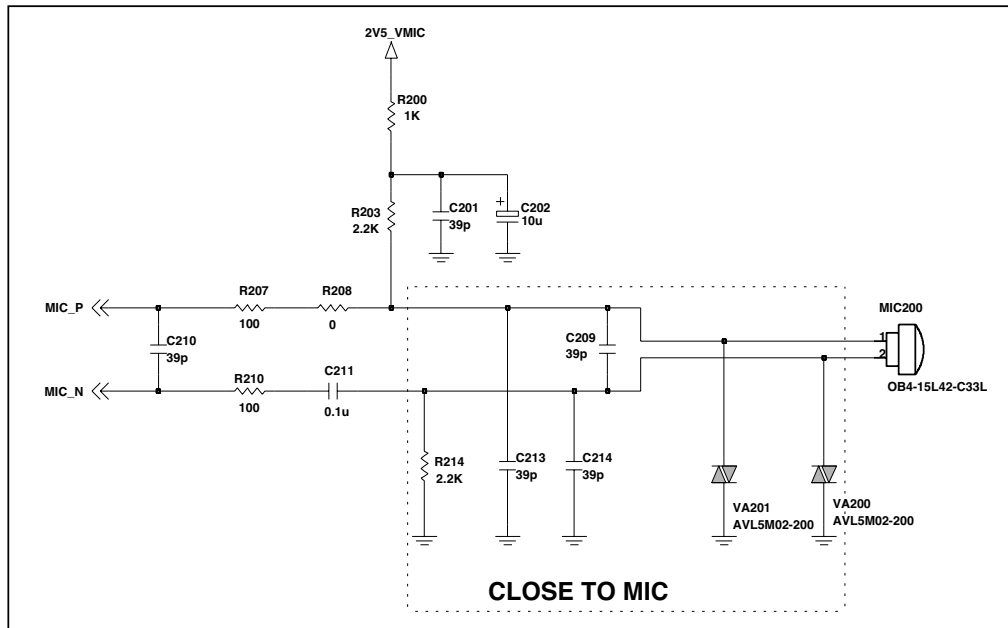 2V5_VMIC
R200
1K
R203
2.2K
C201
39p
+
C202
10u
MIC_P
R207
100
R208
0
C210
39p
C209
39p
MIC200
1
2
OB4-15L42-C33L
MIC_N
R210
100
C211
0.1u
R214
2.2K
C213
39p
C214
39p
VA201
AVL5M02-200
VA200
AVL5M02-200
CLOSE TO MIC